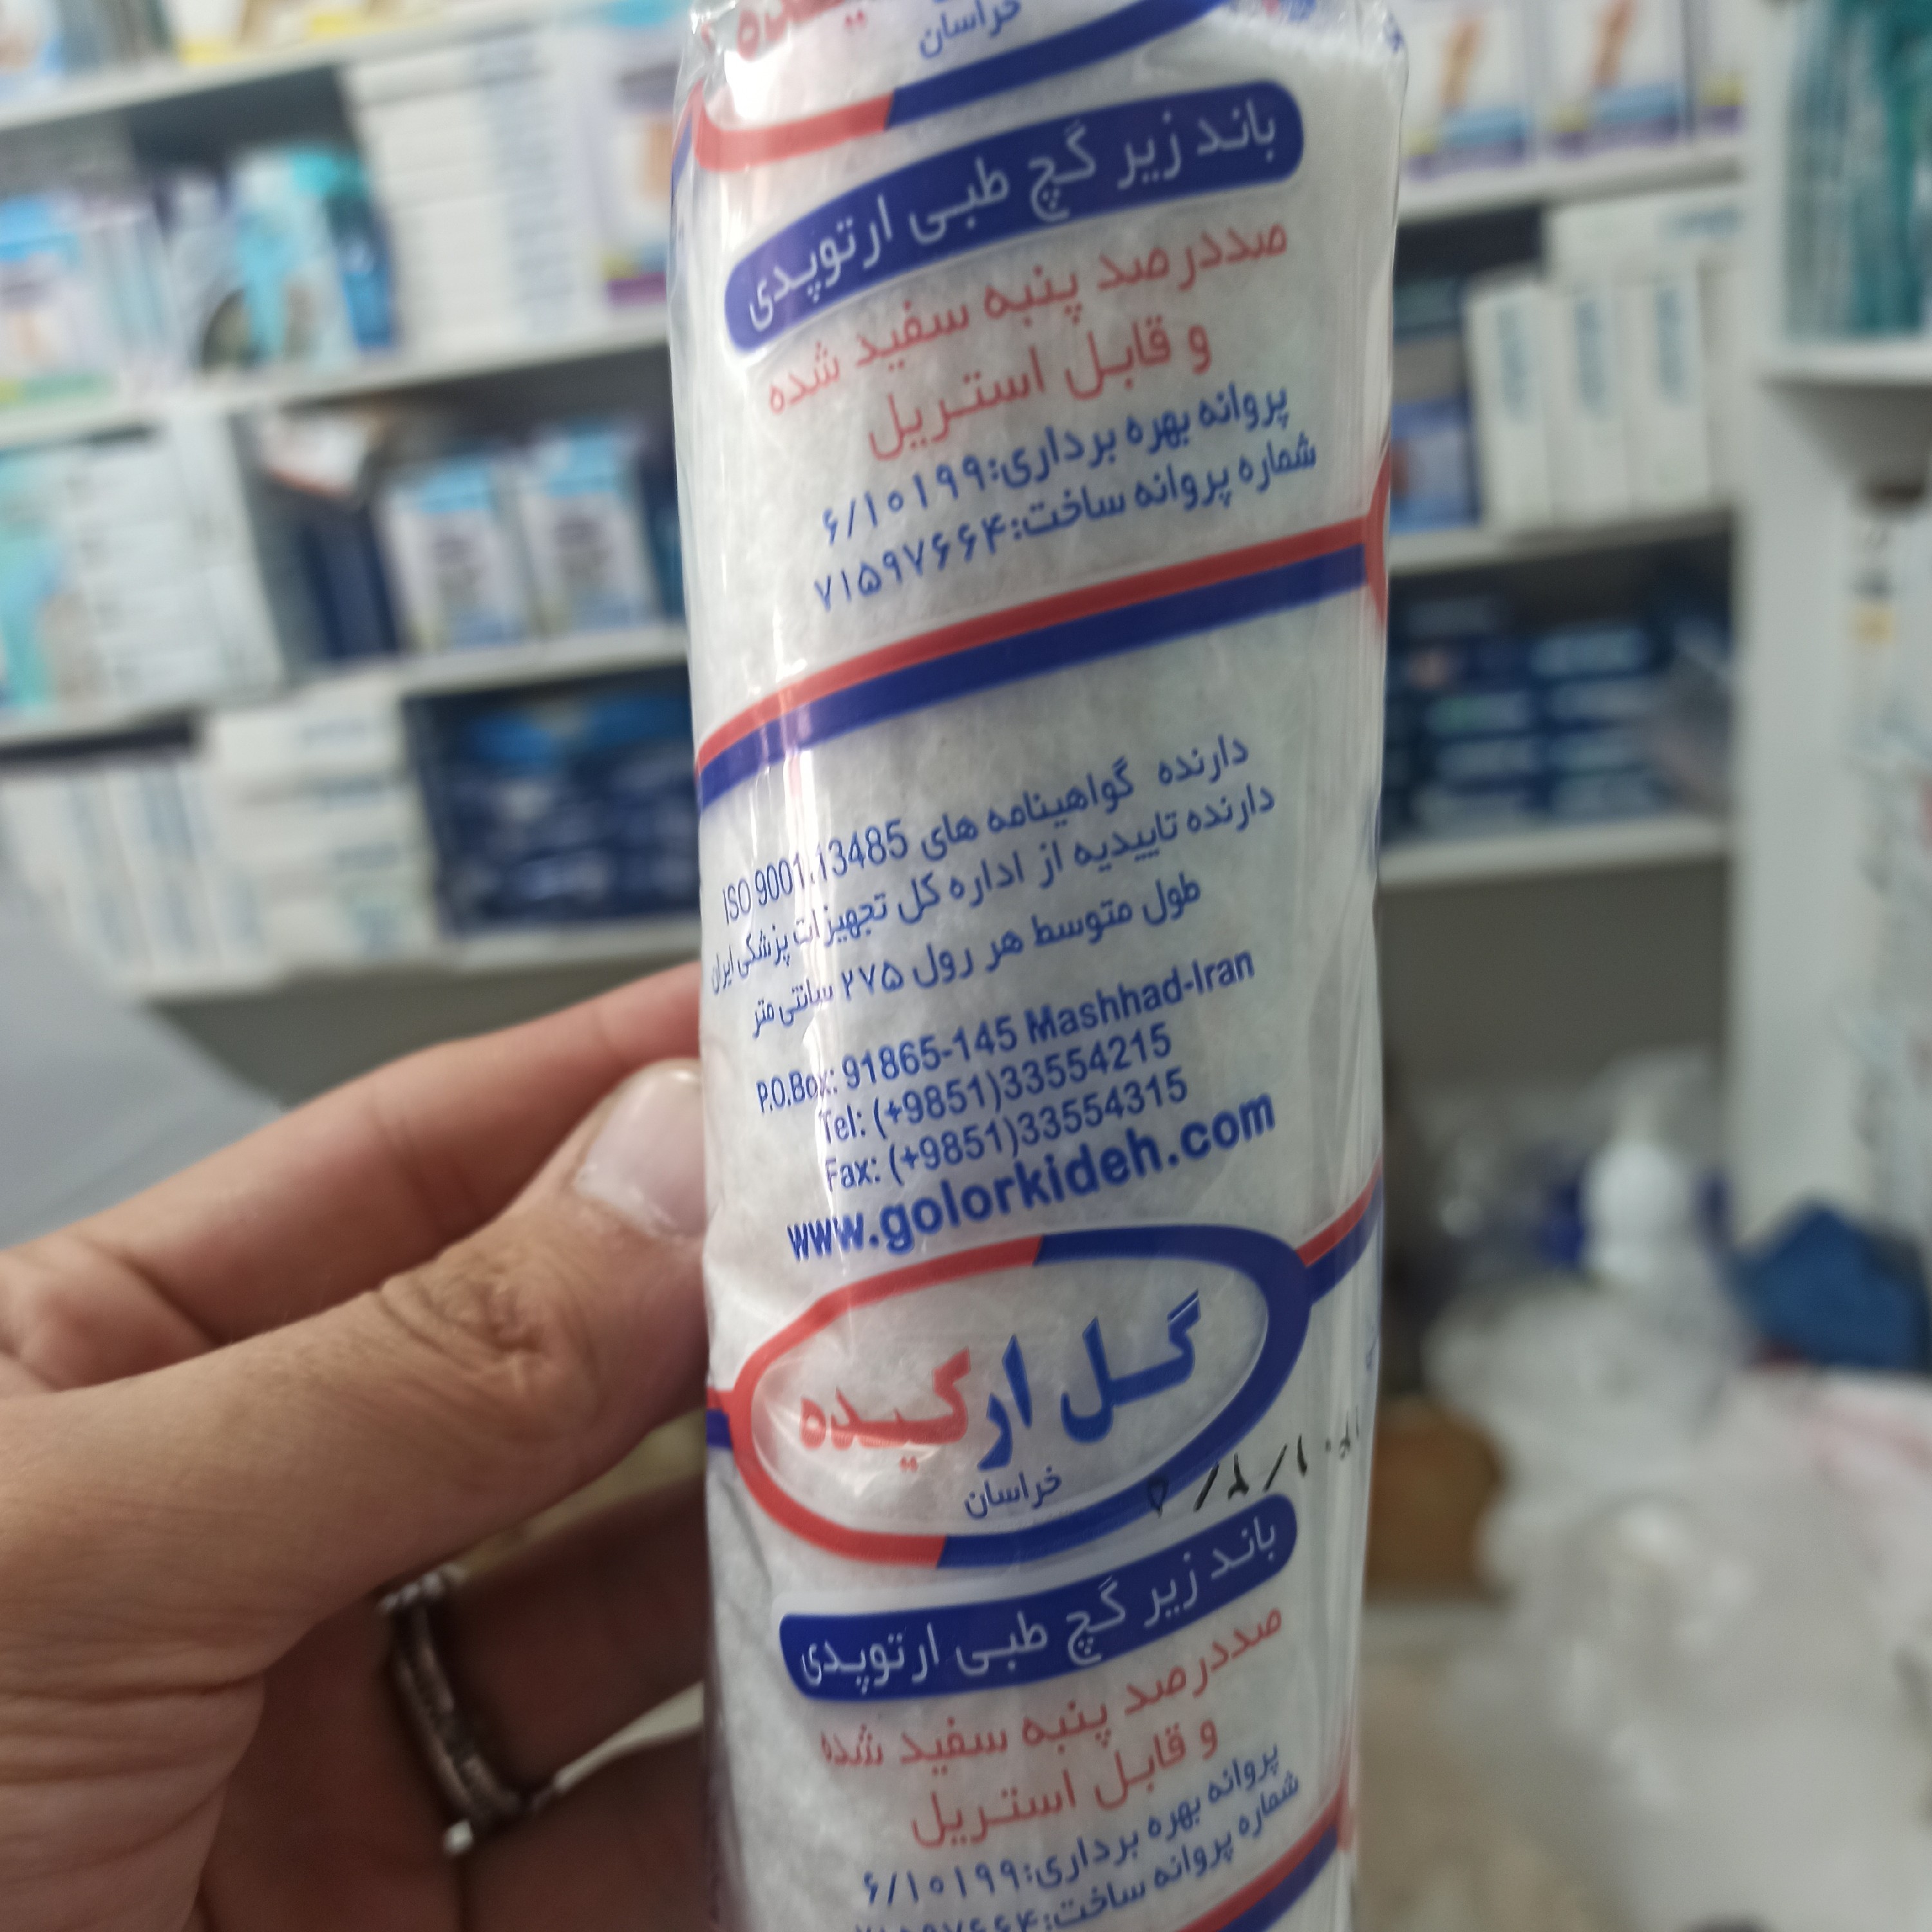 خراسان
باند زیر گچ طبی ارتوپدی
صددرصد پنبه سفید شده
و قابل استریل
پروانه بهره برداری:۶/۱۰۱۹۹
شماره پروانه ساخت:۷۱۵۹۷۶۶۴
دارنده گواهینامه های ISO 9001,13485
دارنده تاییدیه از اداره کل تجهیزات پزشکی ایران
طول متوسط هر رول ۲۷۵ سانتی متر
P.O.Box: 91865-145 Mashhad-Iran
Tel: (+9851)33554215
Fax: (+9851)33554315
www.golorkideh.com
گل ارکیده
خراسان
باند زیر گچ طبی ارتوپدی
صددرصد پنبه سفید شده
و قابل استریل
پروانه بهره برداری:۶/۱۰۱۹۹
شماره پروانه ساخت:۷۱۵۹۷۶۶۴